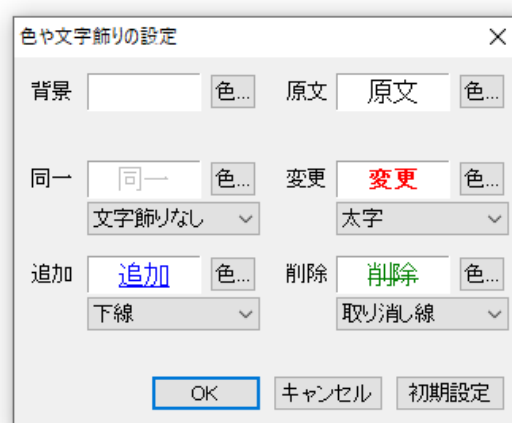 色や文字飾りの設定
背景 色... 原文 原文 色...
同一 同一 色... 変更 変更 色...
文字飾りなし 太字
追加 追加 色... 削除 削除 色...
下線 取り消し線
OK キャンセル 初期設定